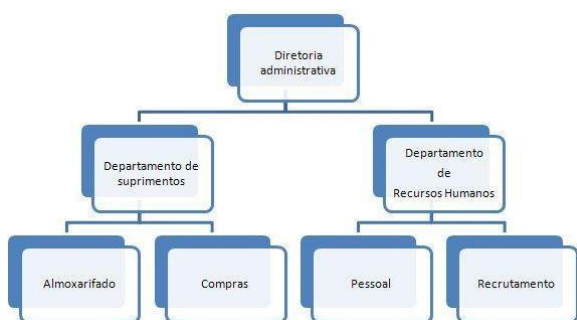 Diretoria
administrativa
Departamento de
suprimentos
Departamento
de
Recursos Humanos
Almoxarifado
Compras
Pessoal
Recrutamento